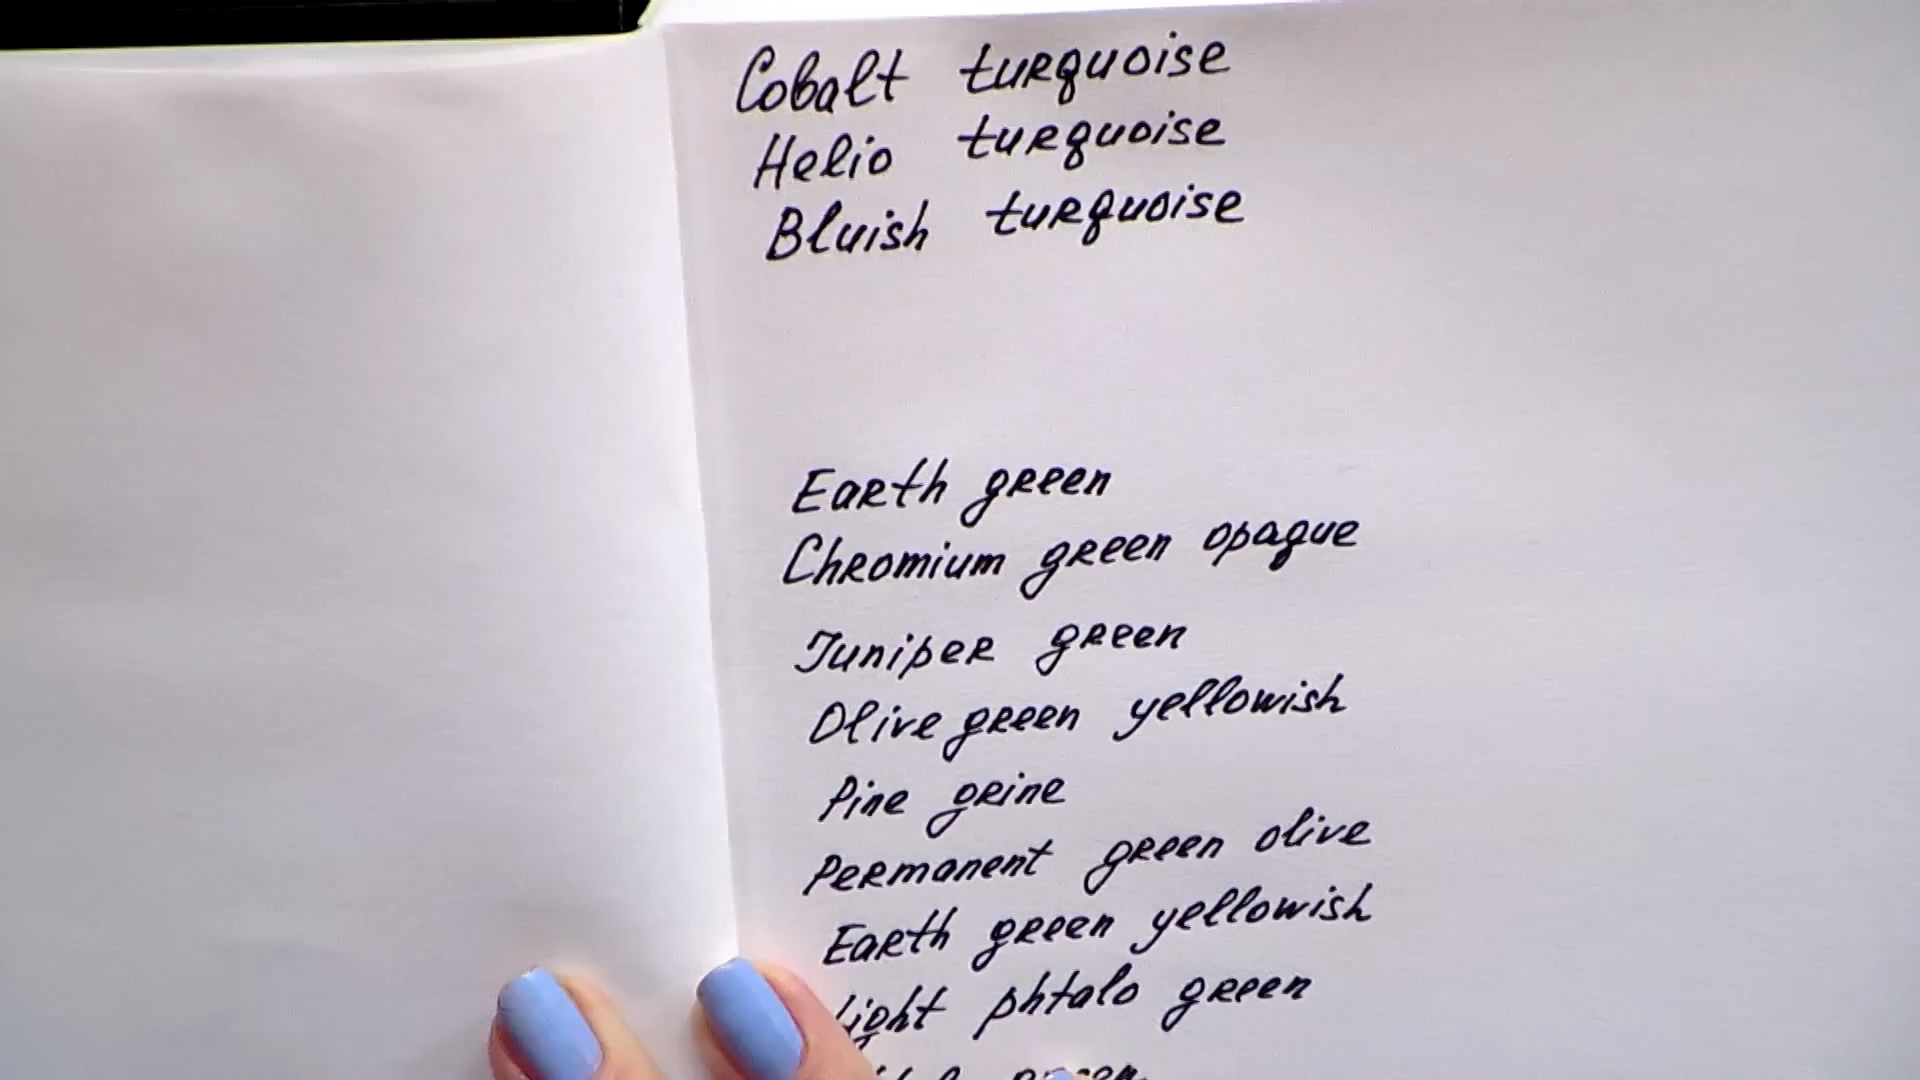 Cobalt turquoise
Helio turquoise
Bluish turquoise
Earth green
Chromium green opaque
Juniper green
Olive green yellowish
Pine grine
Permanent green olive
Earth green yellowish
Light phtalo green
green